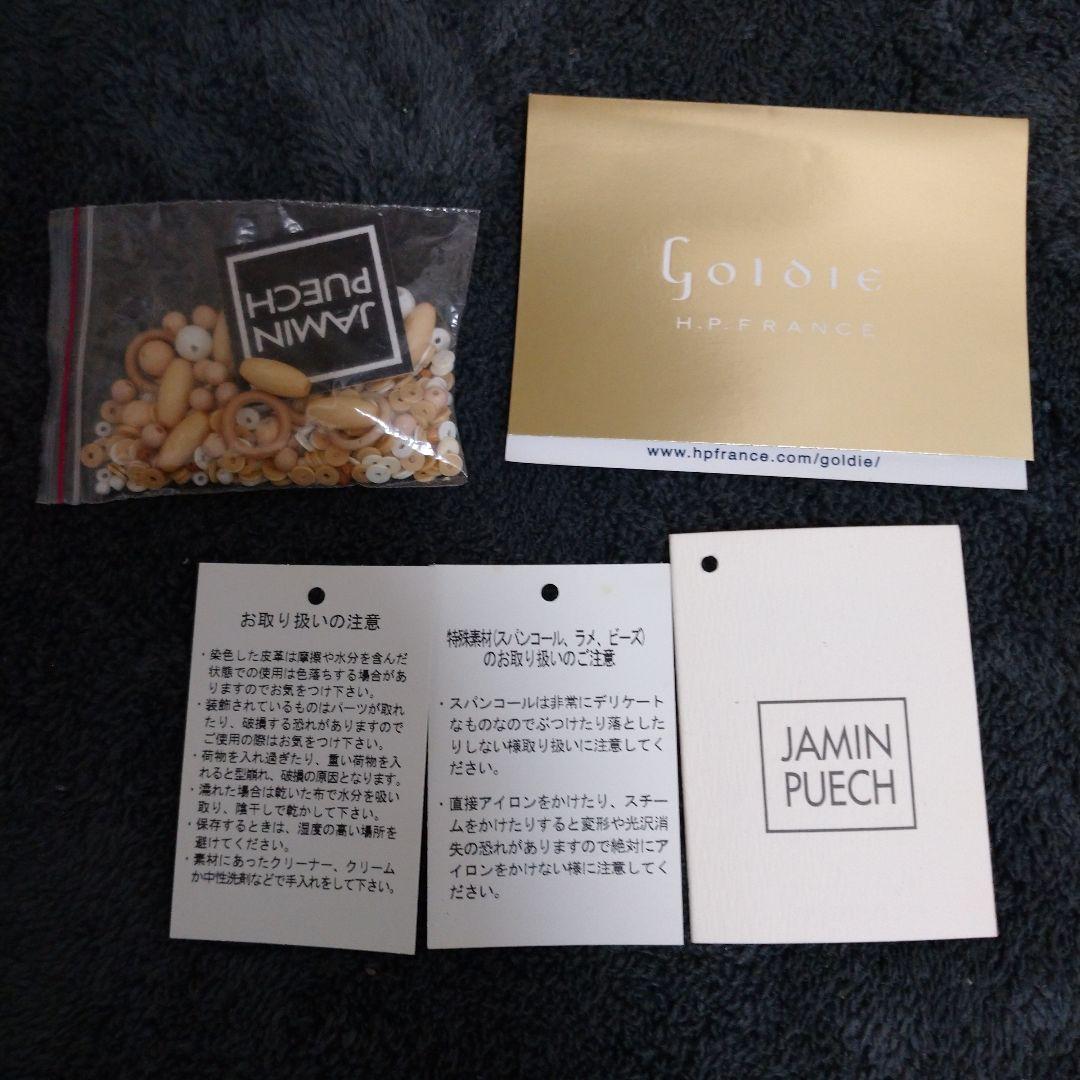 JAMIN
PUECH
Goldie
H.P.FRANCE
www.hpfrance.com/goldie/
お取り扱いの注意
・染色した皮革は摩擦や水分を含んだ
状態での使用は色落ちする場合があ
りますのでお気をつけ下さい。
・装飾されているものはパーツが取れ
たり、破損する恐れがありますので
ご使用の際はお気をつけ下さい。
・荷物を入れ過ぎたり、重い荷物を入
れると型崩れ、破損の原因となります。
・濡れた場合は乾いた布で水分を吸い
取り、陰干しで乾かして下さい。
・保存するときは、湿度の高い場所を
避けてください。
・素材にあったクリーナー、クリーム
か中性洗剤などで手入れをして下さい。
特殊素材(スパンコール、ラメ、ビーズ)
のお取り扱いのご注意
・スパンコールは非常にデリケート
なものなのでぶつけたり落とした
りしない様取り扱いに注意してく
ださい。
・直接アイロンをかけたり、スチー
ムをかけたりすると変形や光沢消
失の恐れがありますので絶対にア
イロンをかけない様に注意してく
ださい。
JAMIN
PUECH